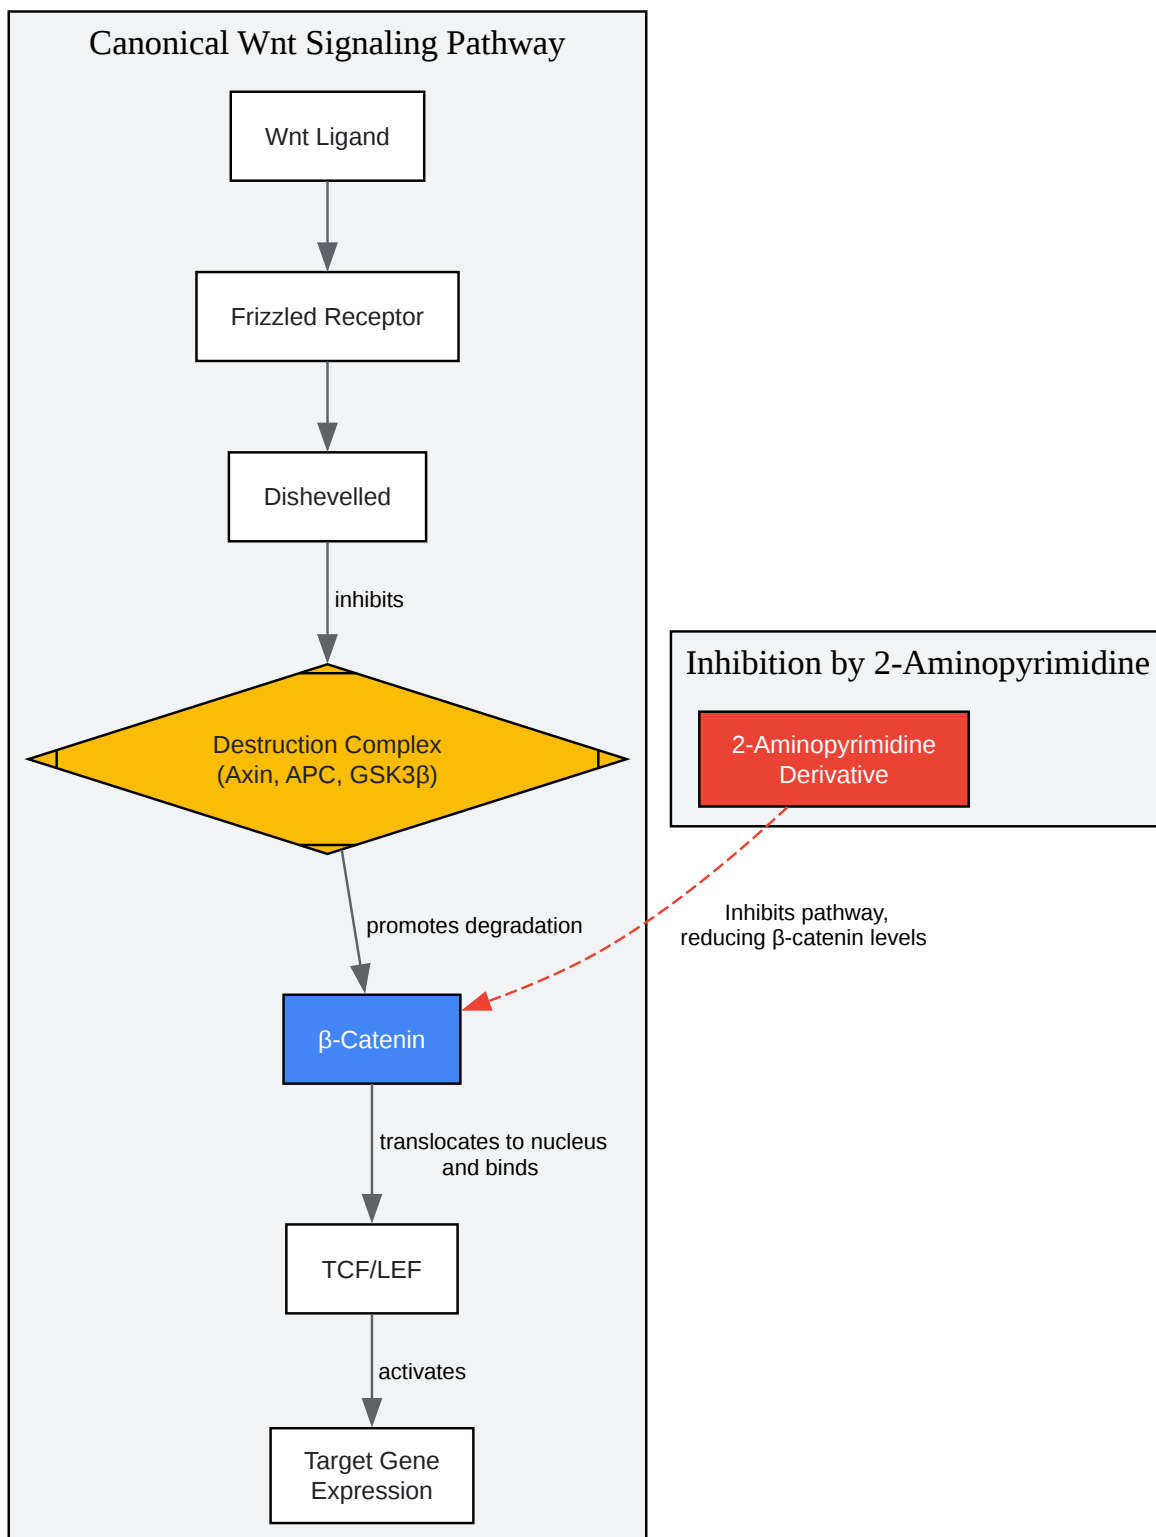 Canonical Wnt Signaling Pathway
Wnt Ligand
Frizzled Receptor
Dishevelled
inhibits
Destruction Complex
(Axin, APC, GSK3β)
promotes degradation
β-Catenin
translocates to nucleus
and binds
TCF/LEF
activates
Target Gene
Expression
Inhibition by 2-Aminopyrimidine
2-Aminopyrimidine
Derivative
Inhibits pathway,
reducing β-catenin levels